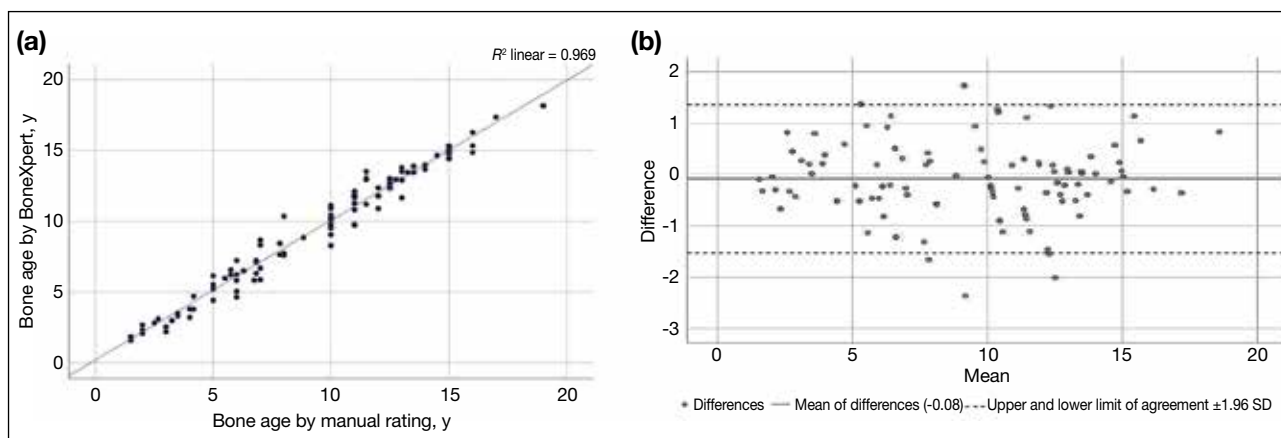 (a)
R² linear = 0.969
20
15
10
5
0
Bone age by BoneXpert, y
0 5 10 15 20
Bone age by manual rating, y
(b)
2
1
0
-1
-2
-3
Difference
0 5 10 15 20
Mean
Differences Mean of differences (-0.08) Upper and lower limit of agreement ±1.96 SD